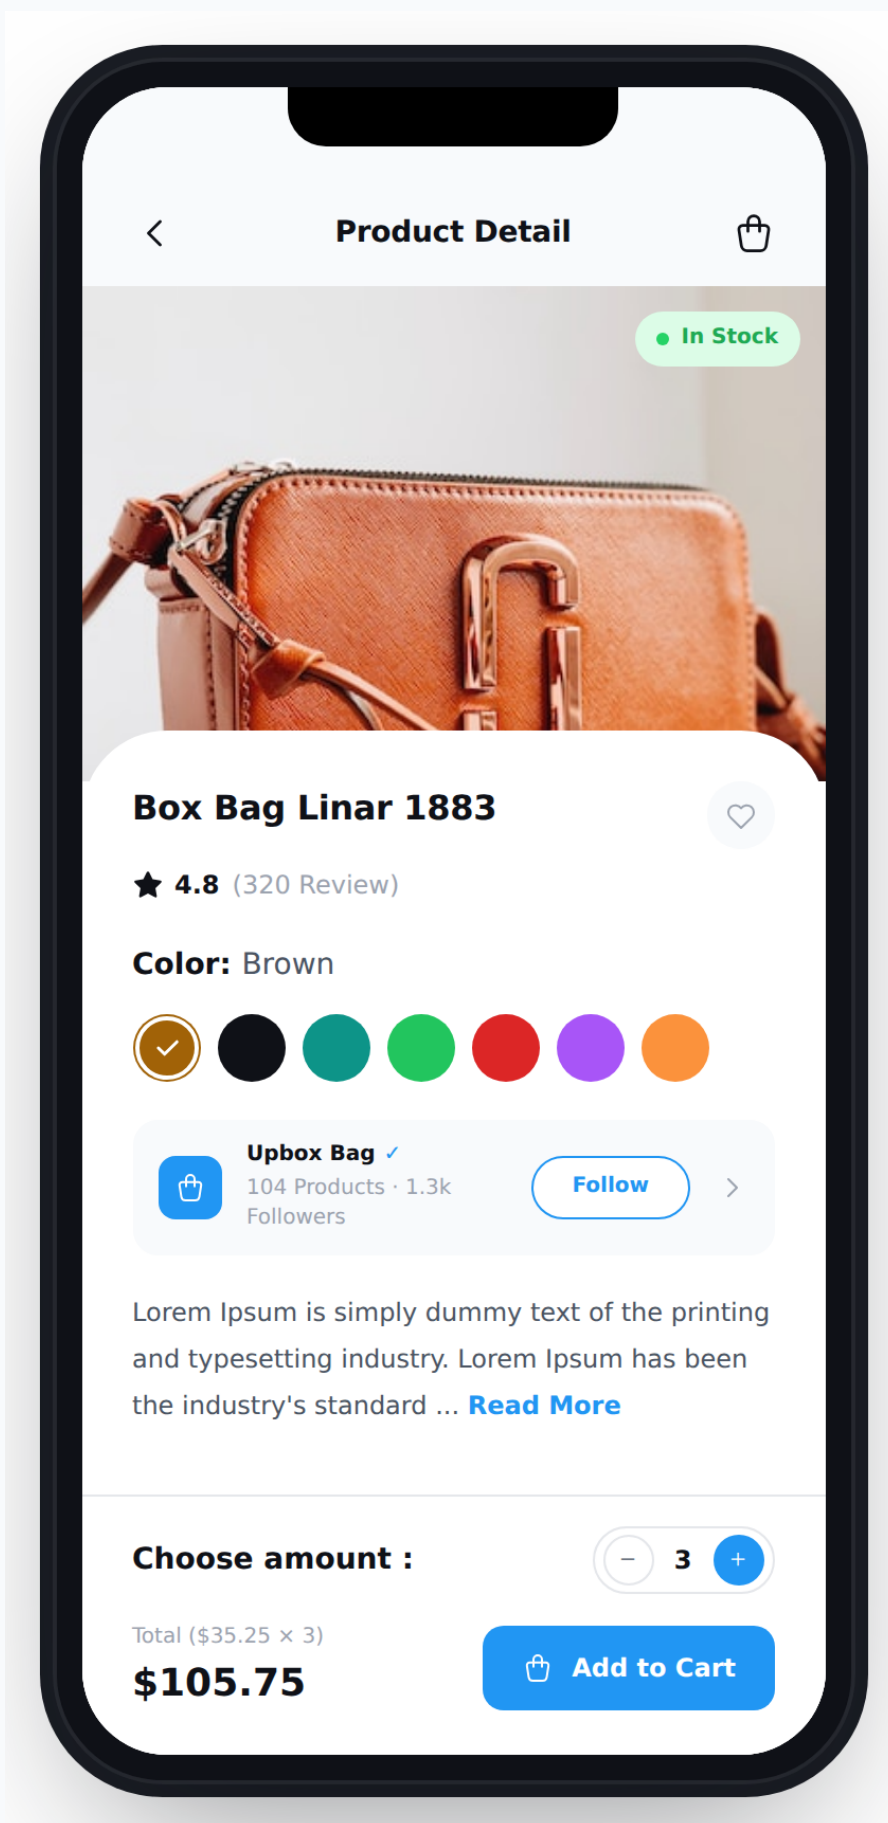 Product Detail
In Stock
Box Bag Linar 1883
4.8 (320 Review)
Color: Brown
Upbox Bag ✓
104 Products · 1.3k
Followers
Follow
Lorem Ipsum is simply dummy text of the printing
and typesetting industry. Lorem Ipsum has been
the industry's standard ... Read More
Choose amount :
− 3 +
Total ($35.25 × 3)
$105.75
Add to Cart